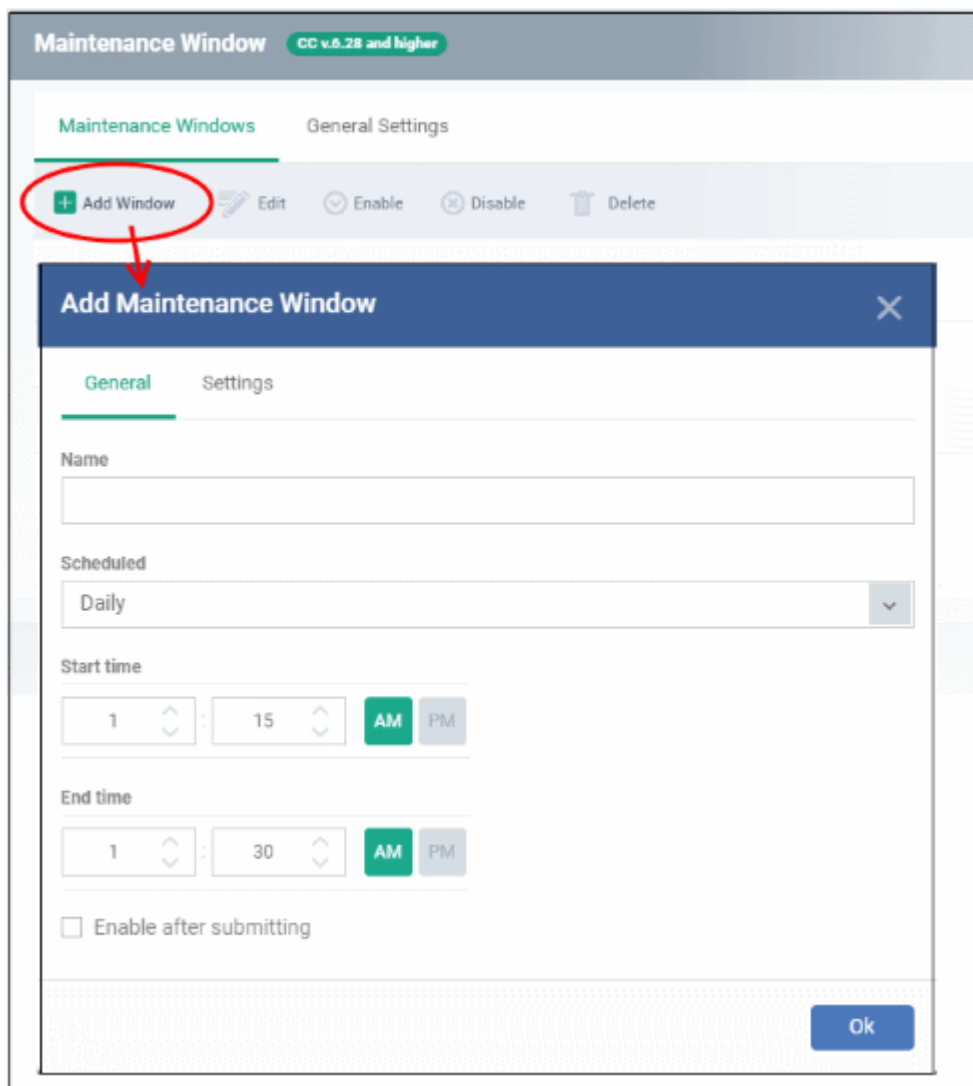 Maintenance Window CC v.6.28 and higher
Maintenance Windows General Settings
Add Window Edit Enable Disable Delete
Add Maintenance Window
General Settings
Name
Scheduled
Daily
Start time
1 : 15 AM PM
End time
1 : 30 AM PM
Enable after submitting
Ok